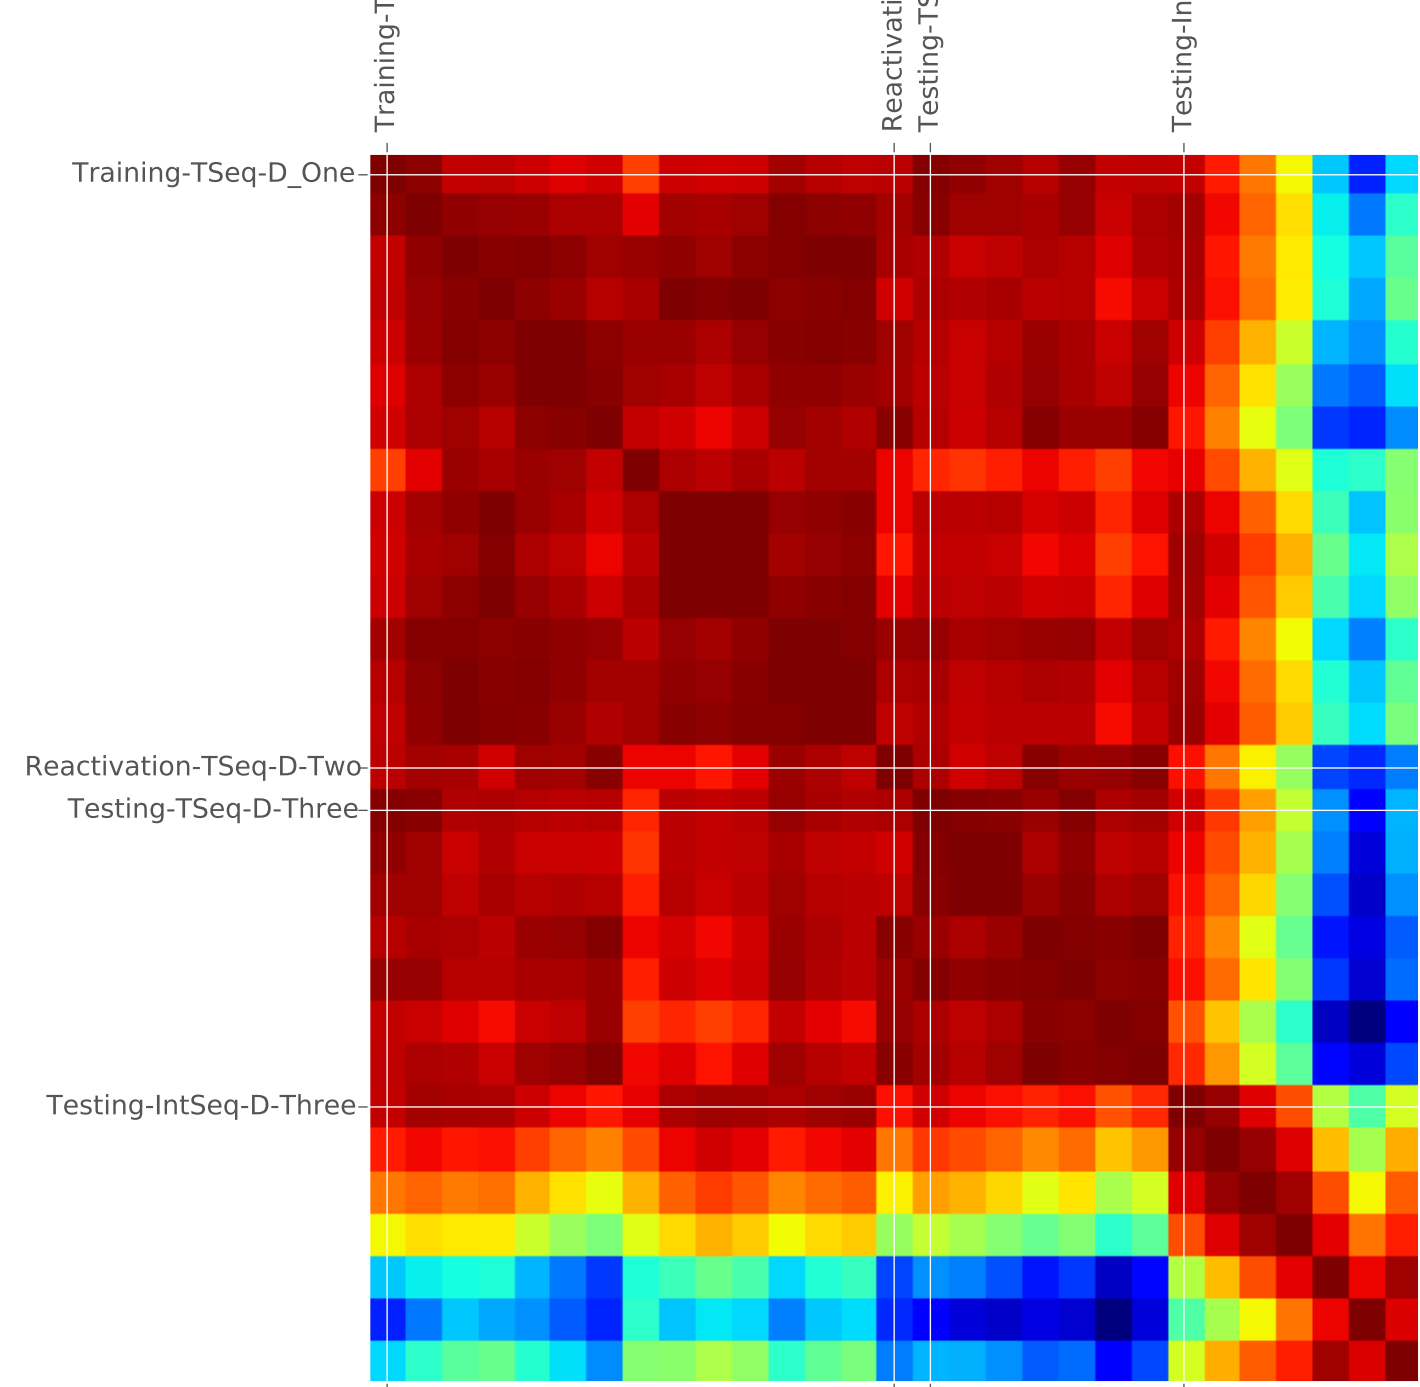 Training-T
Reactivati
Testing-TS
Testing-In
Training-TSeq-D_One
Reactivation-TSeq-D-Two
Testing-TSeq-D-Three
Testing-IntSeq-D-Three